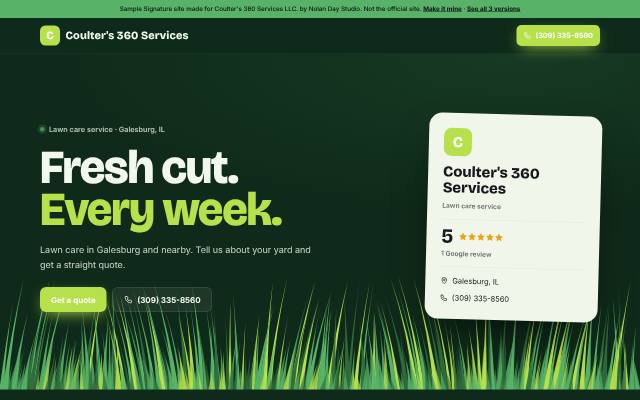 Sample Signature site made for Coulter's 360 Services LLC. by Nolan Day Studio. Not the official site. Make it mine · See all 3 versions
C Coulter's 360 Services
(309) 335-8560
Lawn care service · Galesburg, IL
Fresh cut.
Every week.
Lawn care in Galesburg and nearby. Tell us about your yard and
get a straight quote.
Get a quote
(309) 335-8560
C
Coulter's 360
Services
Lawn care service
5
1 Google review
Galesburg, IL
(309) 335-8560